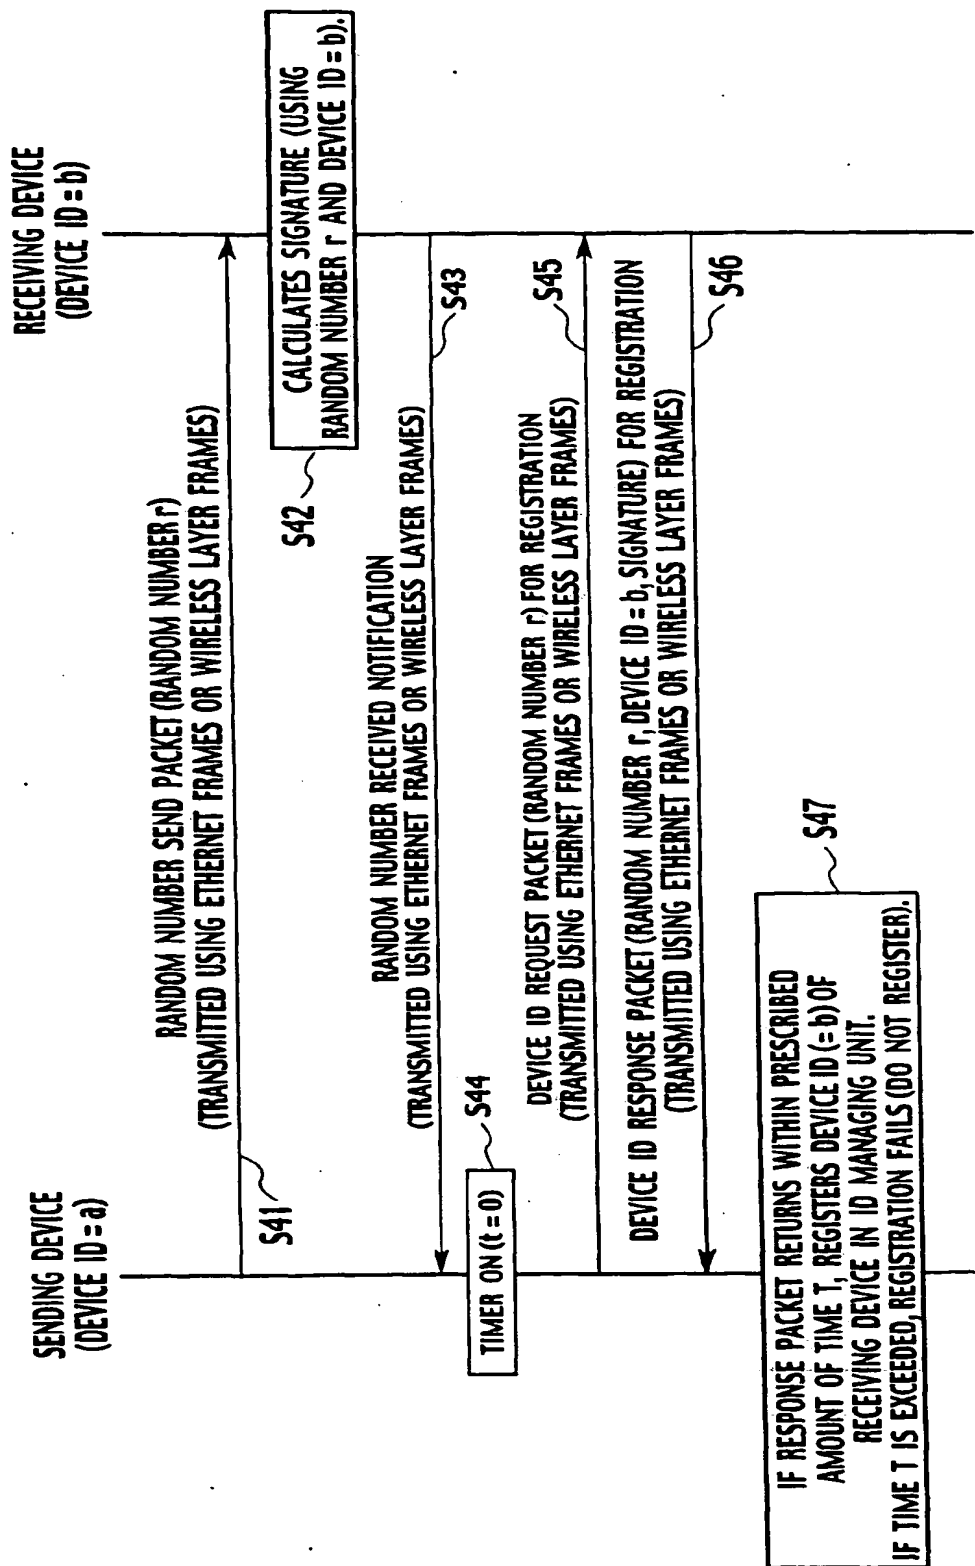 SENDING DEVICE
(DEVICE ID=a)
RECEIVING DEVICE
(DEVICE ID=b)
RANDOM NUMBER SEND PACKET (RANDOM NUMBER r)
(TRANSMITTED USING ETHERNET FRAMES OR WIRELESS LAYER FRAMES)
S41
CALCULATES SIGNATURE (USING
RANDOM NUMBER r AND DEVICE ID=b).
S42
RANDOM NUMBER RECEIVED NOTIFICATION
(TRANSMITTED USING ETHERNET FRAMES OR WIRELESS LAYER FRAMES)
S43
TIMER ON (t=0)
S44
DEVICE ID REQUEST PACKET (RANDOM NUMBER r) FOR REGISTRATION
(TRANSMITTED USING ETHERNET FRAMES OR WIRELESS LAYER FRAMES)
S45
DEVICE ID RESPONSE PACKET (RANDOM NUMBER r, DEVICE ID=b, SIGNATURE) FOR REGISTRATION
(TRANSMITTED USING ETHERNET FRAMES OR WIRELESS LAYER FRAMES)
S46
IF RESPONSE PACKET RETURNS WITHIN PRESCRIBED
AMOUNT OF TIME T, REGISTERS DEVICE ID (=b) OF
RECEIVING DEVICE IN ID MANAGING UNIT.
IF TIME T IS EXCEEDED, REGISTRATION FAILS (DO NOT REGISTER).
S47